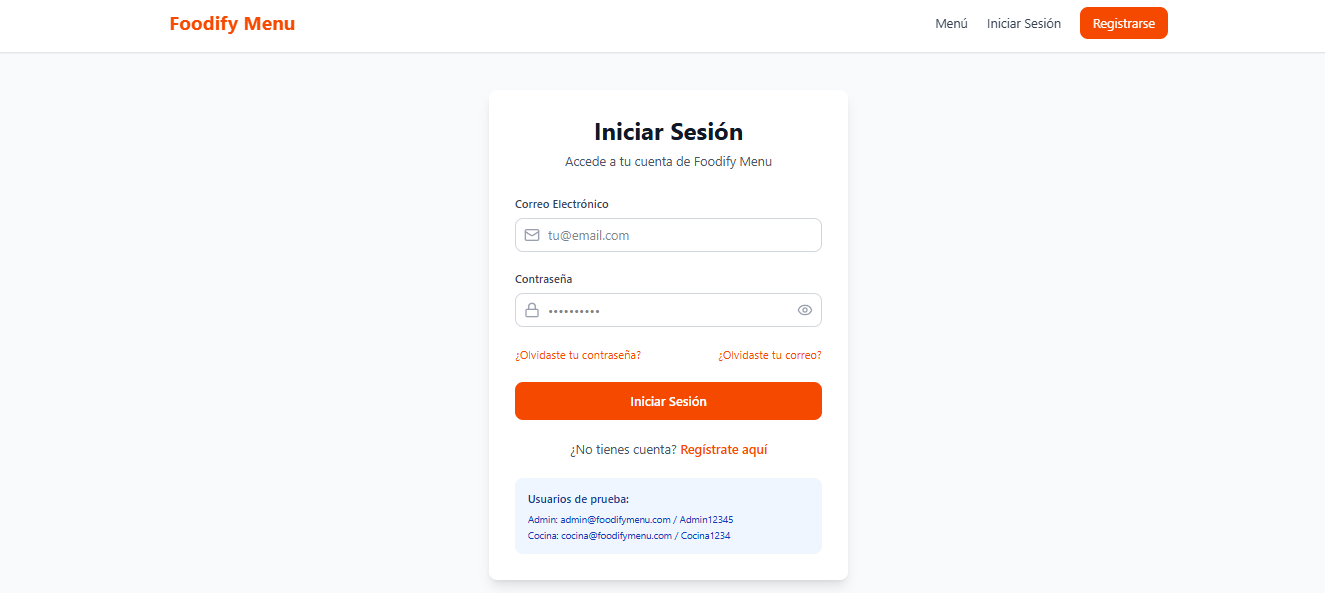 Foodify Menu
Menú
Iniciar Sesión
Registrarse
Iniciar Sesión
Accede a tu cuenta de Foodify Menu
Correo Electrónico
tu@email.com
Contraseña
••••••••••
¿Olvidaste tu contraseña?
¿Olvidaste tu correo?
Iniciar Sesión
¿No tienes cuenta? Regístrate aquí
Usuarios de prueba:
Admin: admin@foodifymenu.com / Admin12345
Cocina: cocina@foodifymenu.com / Cocina1234